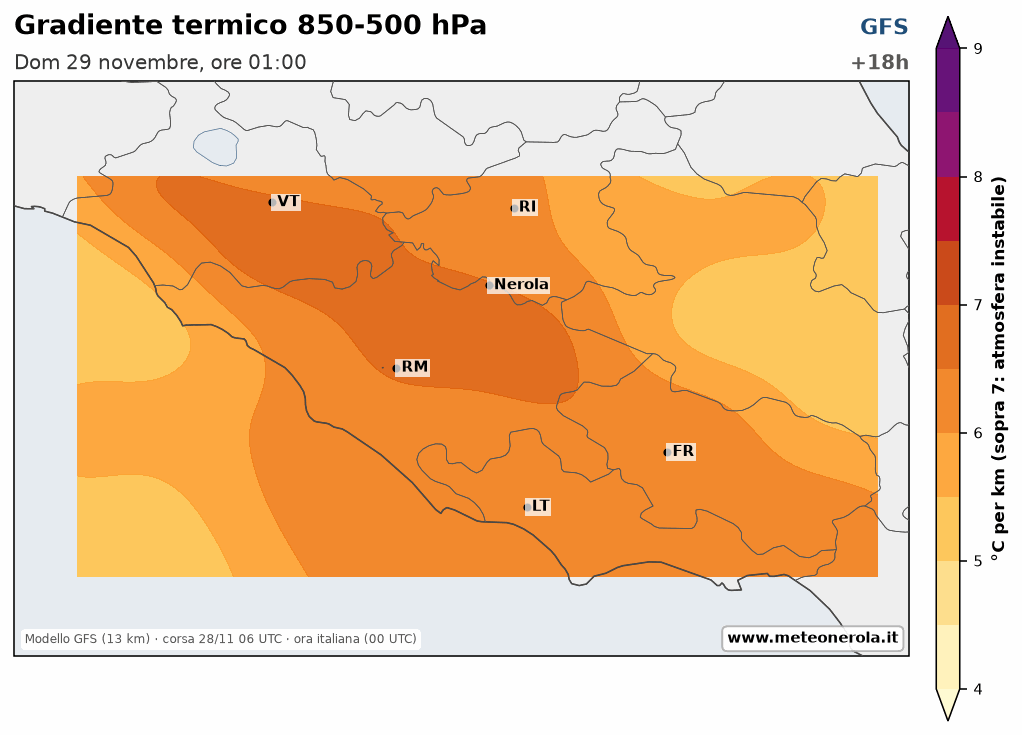 Gradiente termico 850-500 hPa
GFS
Dom 29 novembre, ore 01:00
+18h
VT
RI
Nerola
RM
FR
LT
9
8
7
6
5
4
°C per km (sopra 7: atmosfera instabile)
Modello GFS (13 km) · corsa 28/11 06 UTC · ora italiana (00 UTC)
www.meteonerola.it